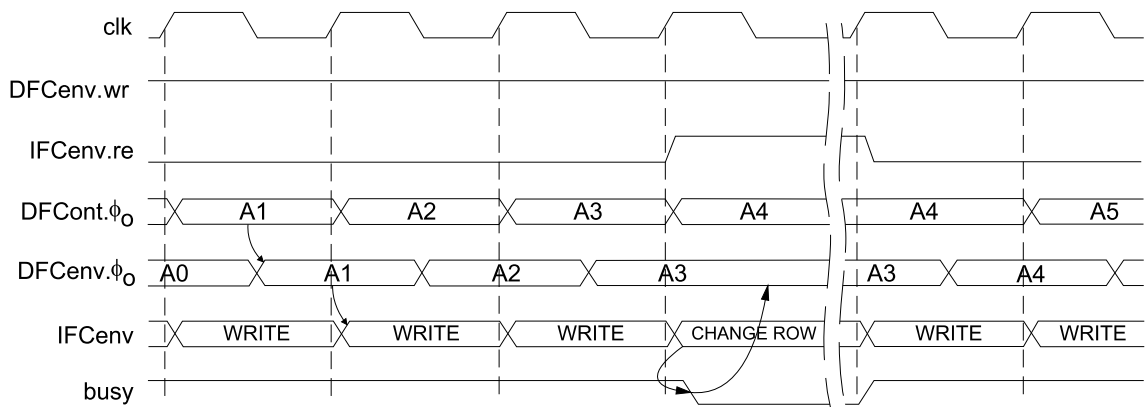 clk
DFCenv.wr
IFCenv.re
DFCont.ϕo A1 A2 A3 A4 A4 A5
DFCenv.ϕo A0 A1 A2 A3 A3 A4
IFCenv WRITE WRITE WRITE CHANGE ROW WRITE WRITE
busy